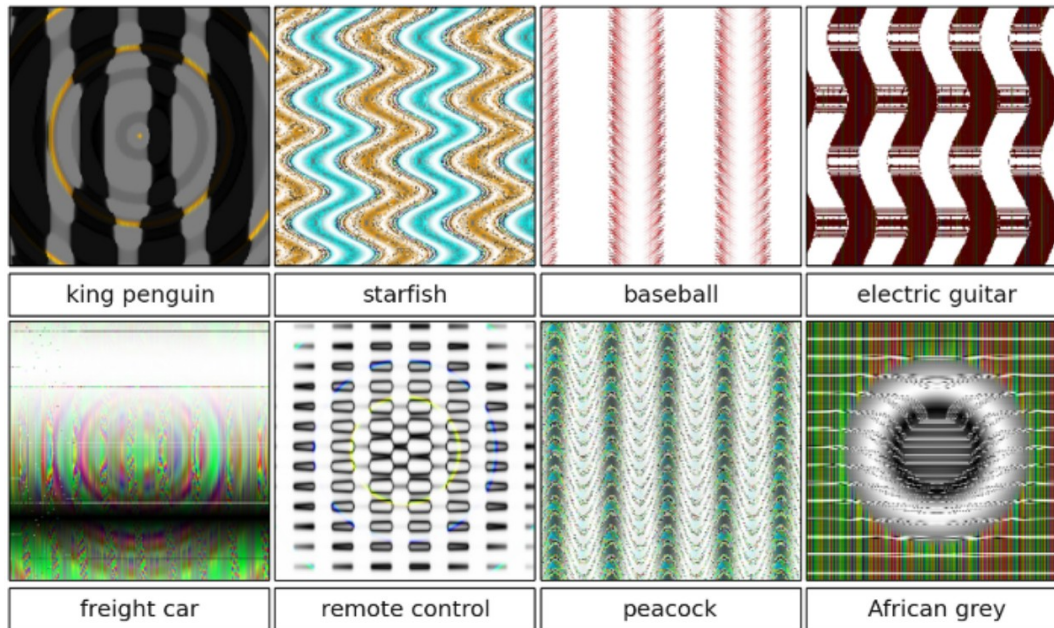 king penguin
starfish
baseball
electric guitar
freight car
remote control
peacock
African grey